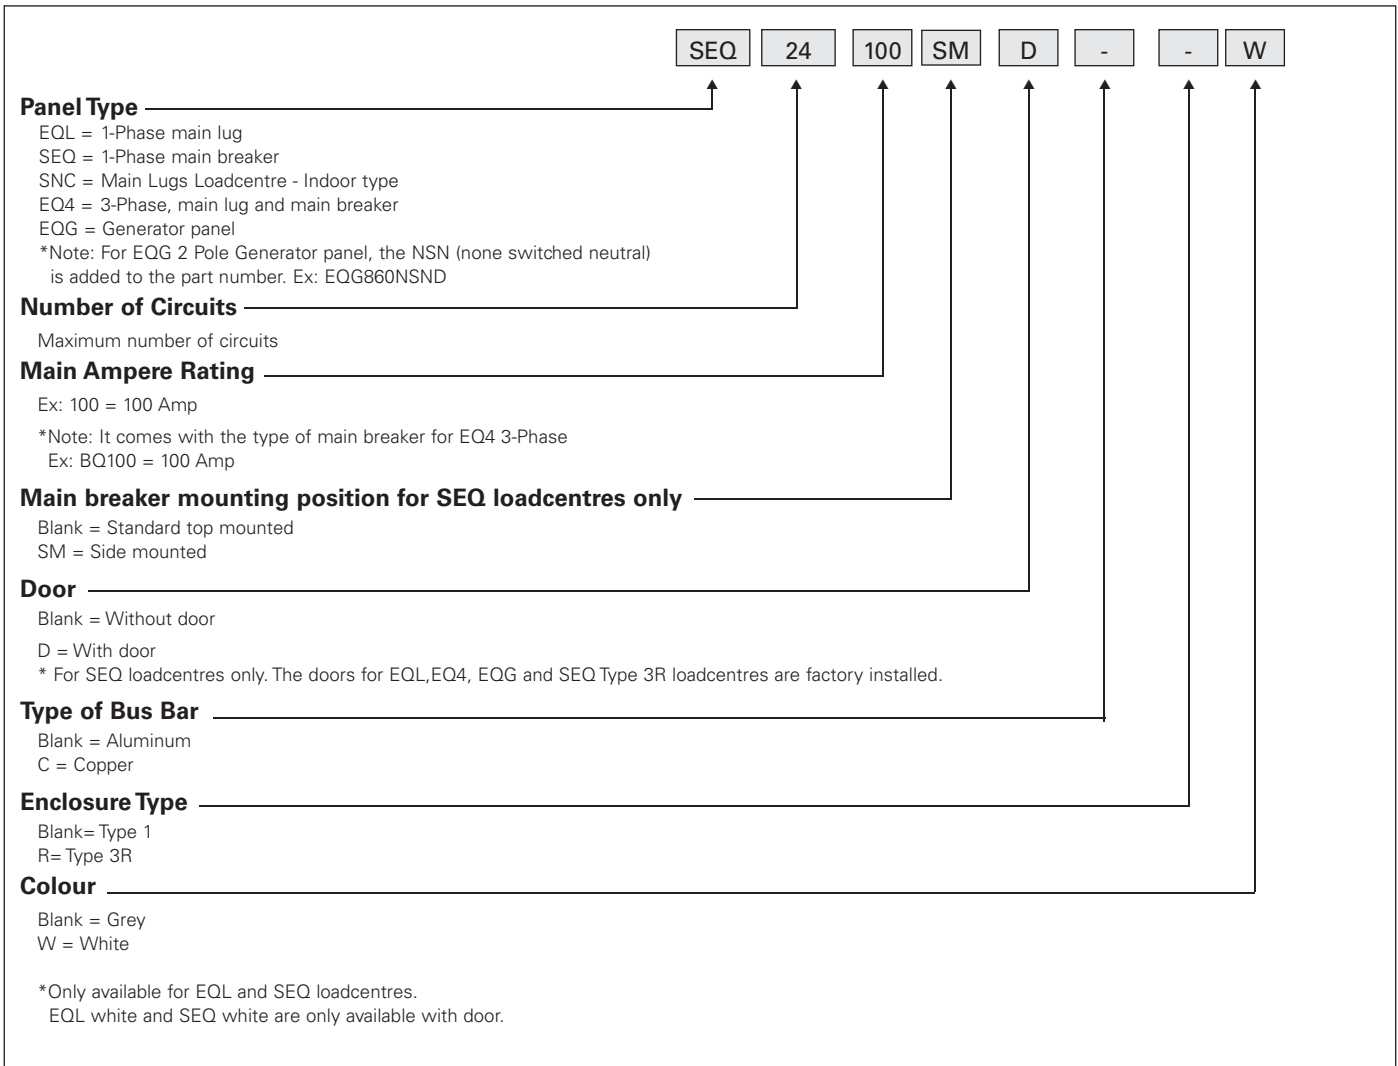 SEQ 24 100 SM D - - W
Panel Type
EQL = 1-Phase main lug
SEQ = 1-Phase main breaker
SNC = Main Lugs Loadcentre - Indoor type
EQ4 = 3-Phase, main lug and main breaker
EQG = Generator panel
*Note: For EQG 2 Pole Generator panel, the NSN (none switched neutral)
is added to the part number. Ex: EQG860NSND
Number of Circuits
Maximum number of circuits
Main Ampere Rating
Ex: 100 = 100 Amp
*Note: It comes with the type of main breaker for EQ4 3-Phase
Ex: BQ100 = 100 Amp
Main breaker mounting position for SEQ loadcentres only
Blank = Standard top mounted
SM = Side mounted
Door
Blank = Without door
D = With door
* For SEQ loadcentres only. The doors for EQL,EQ4, EQG and SEQ Type 3R loadcentres are factory installed.
Type of Bus Bar
Blank = Aluminum
C = Copper
Enclosure Type
Blank= Type 1
R= Type 3R
Colour
Blank = Grey
W = White
*Only available for EQL and SEQ loadcentres.
EQL white and SEQ white are only available with door.